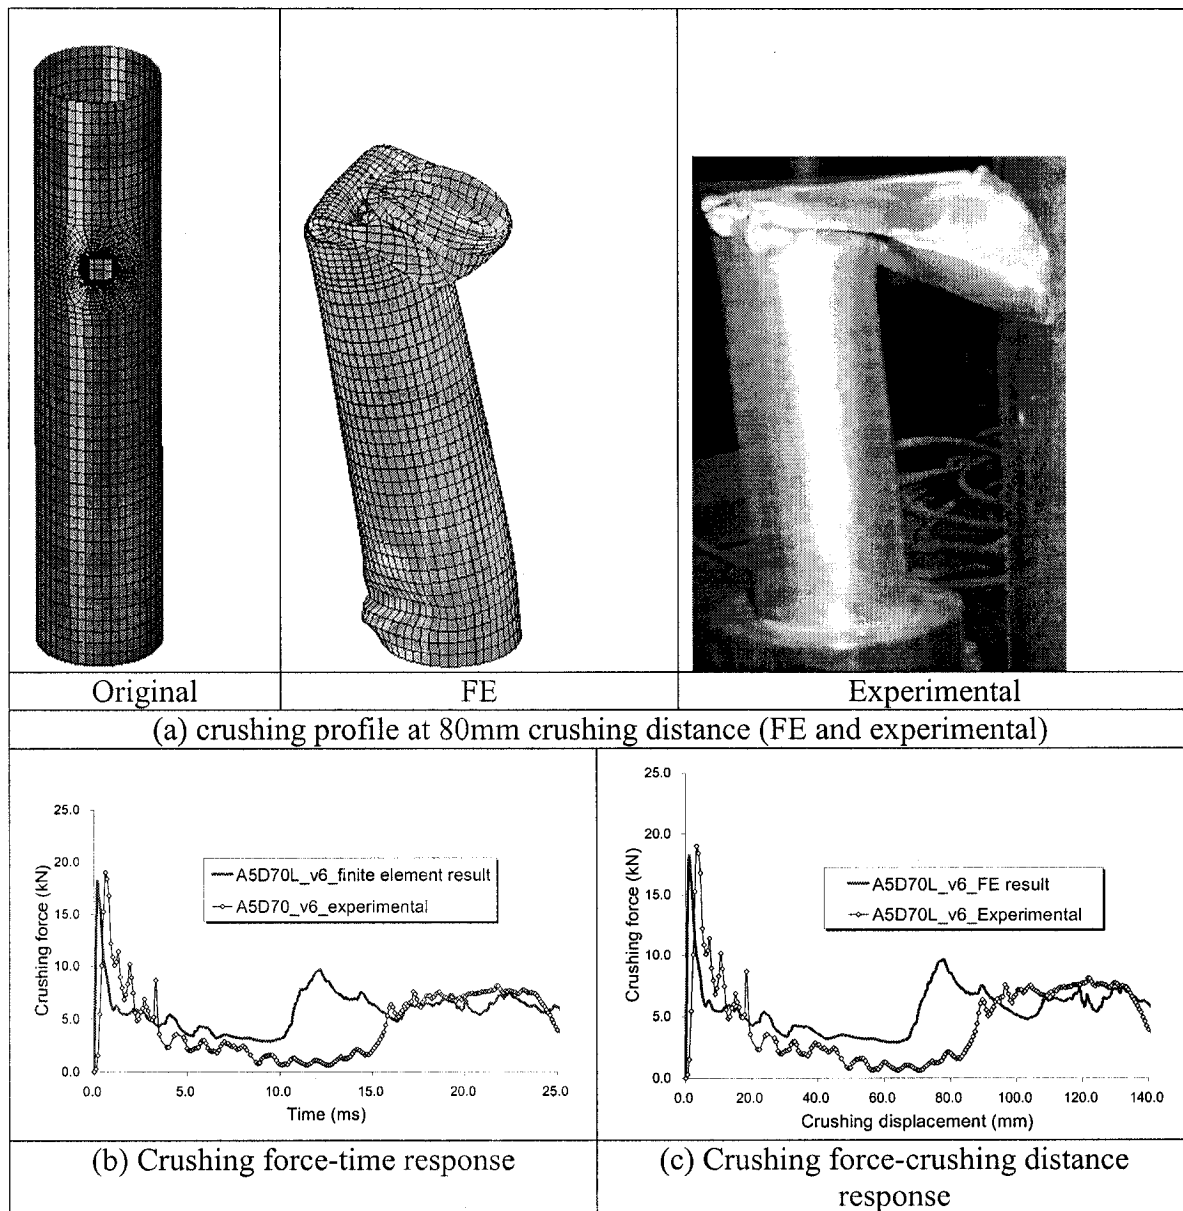 Original
FE
Experimental
(a) crushing profile at 80mm crushing distance (FE and experimental)
25.0
20.0
15.0
10.0
5.0
0.0
Crushing force (kN)
A5D70L_v6_finite element result
A5D70_v6_experimental
0.0 5.0 10.0 15.0 20.0 25.0
Time (ms)
(b) Crushing force-time response
25.0
20.0
15.0
10.0
5.0
0.0
Crushing force (kN)
A5D70L_v6_FE result
A5D70L_v6_Experimental
0.0 20.0 40.0 60.0 80.0 100.0 120.0 140.0
Crushing displacement (mm)
(c) Crushing force-crushing distance
response